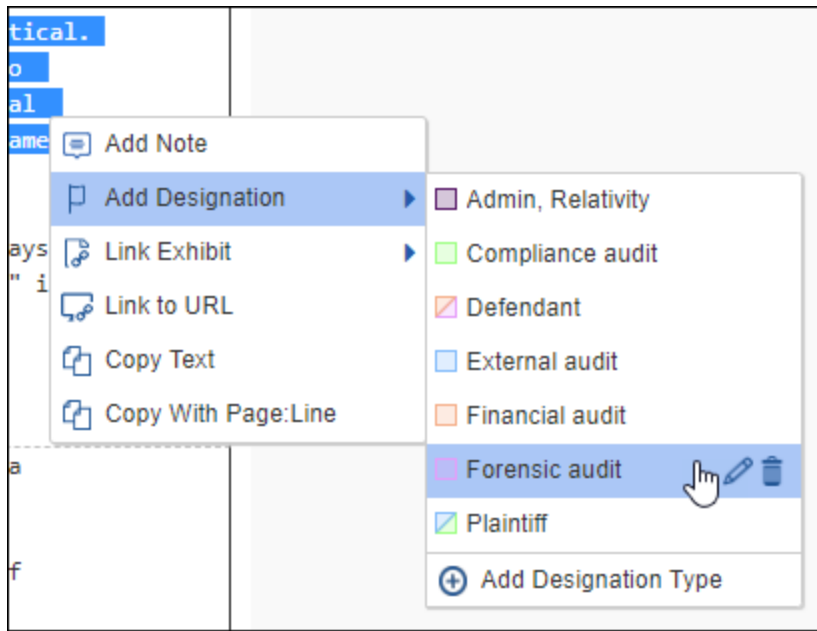 tical.
o
al
ame
Add Note
Add Designation
ays
Link Exhibit
" i
Link to URL
Copy Text
Copy With Page:Line
a
f
Admin, Relativity
Compliance audit
Defendant
External audit
Financial audit
Forensic audit
Plaintiff
Add Designation Type